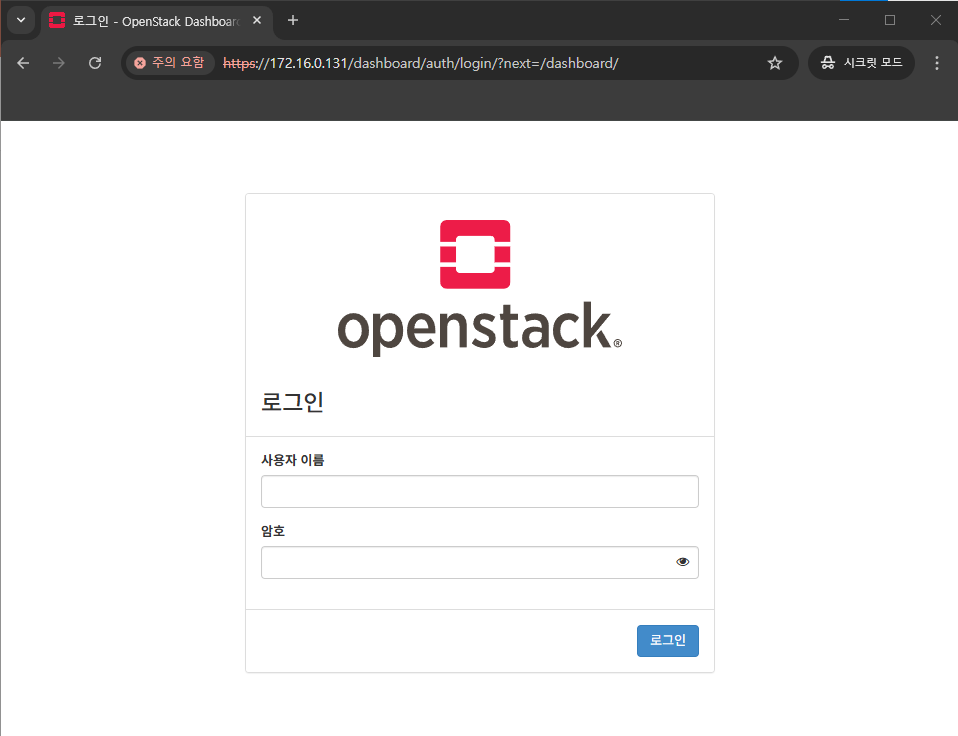 로그인 - OpenStack Dashboar
주의 요함
https://172.16.0.131/dashboard/auth/login/?next=/dashboard/
시크릿 모드
openstack®
로그인
사용자 이름
암호
로그인